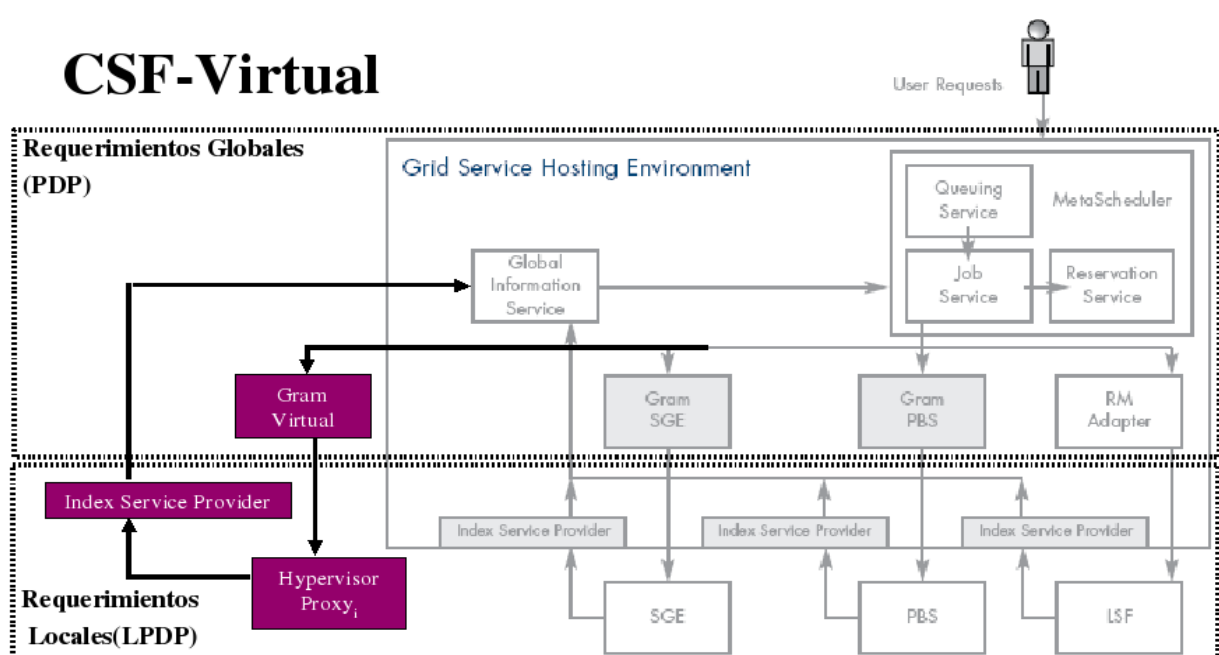 CSF-Virtual
User Requests
Requerimientos Globales
(PDP)
Grid Service Hosting Environment
Queuing
Service
MetaScheduler
Global
Information
Service
Job
Service
Reservation
Service
Gram
Virtual
Gram
SGE
Gram
PBS
RM
Adapter
Index Service Provider
Index Service Provider
Index Service Provider
Index Service Provider
Hypervisor
Proxyi
SGE
PBS
LSF
Requerimientos
Locales(LPDP)